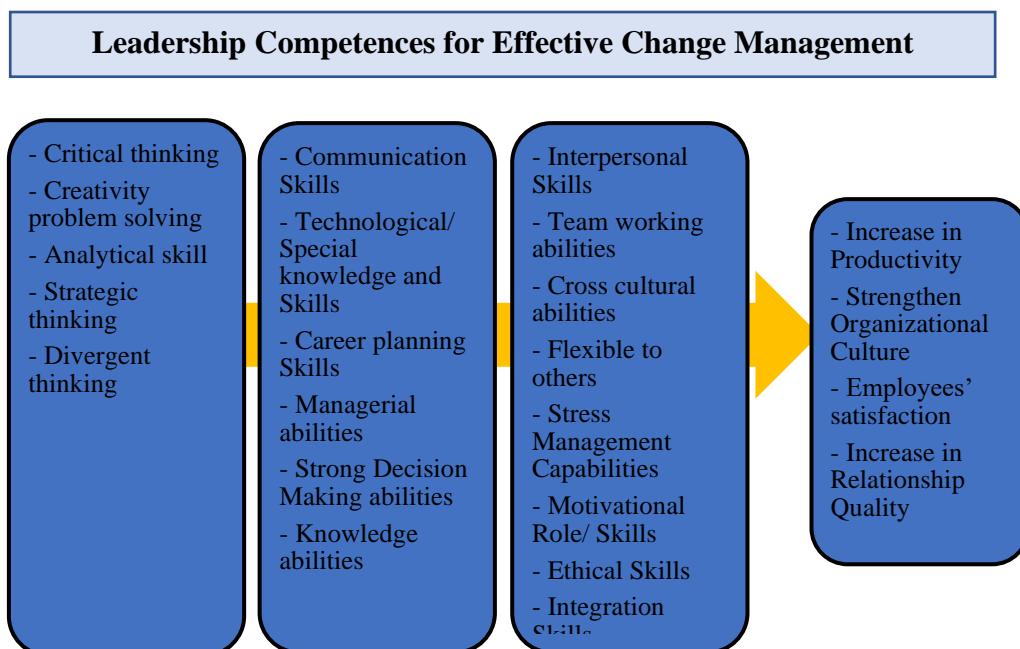 Leadership Competences for Effective Change Management
- Critical thinking
- Creativity
problem solving
- Analytical skill
- Strategic
thinking
- Divergent
thinking
- Communication
Skills
- Technological/
Special
knowledge and
Skills
- Career planning
Skills
- Managerial
abilities
- Strong Decision
Making abilities
- Knowledge
abilities
- Interpersonal
Skills
- Team working
abilities
- Cross cultural
abilities
- Flexible to
others
- Stress
Management
Capabilities
- Motivational
Role/ Skills
- Ethical Skills
- Integration
Skills
- Increase in
Productivity
- Strengthen
Organizational
Culture
- Employees’
satisfaction
- Increase in
Relationship
Quality